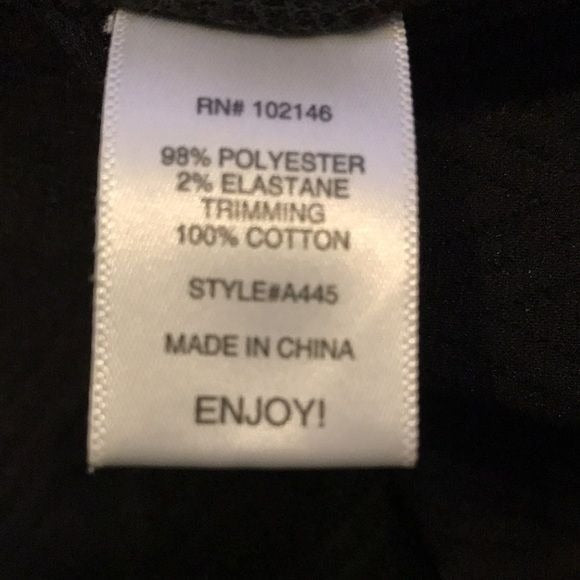 RN# 102146
98% POLYESTER
2% ELASTANE
TRIMMING
100% COTTON
STYLE#A445
MADE IN CHINA
ENJOY!